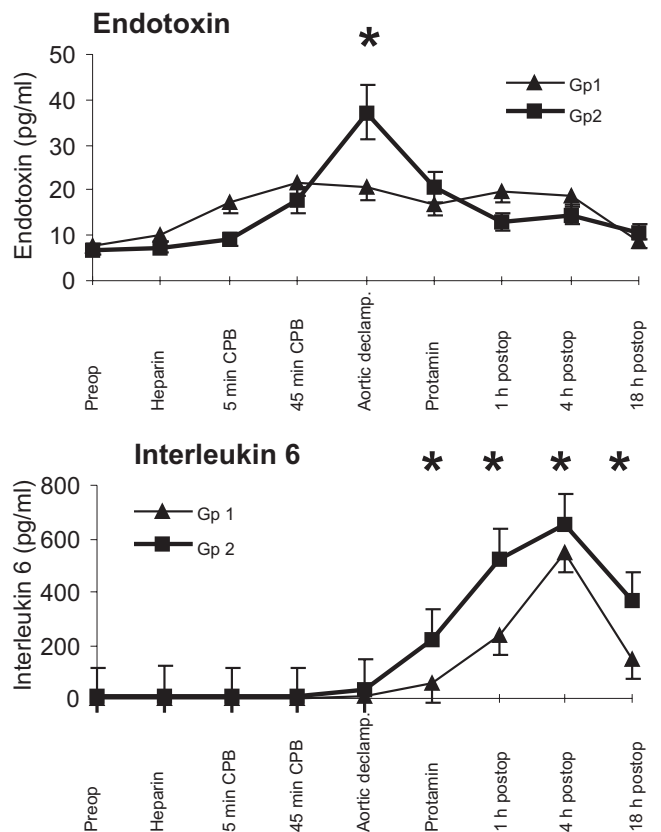 Endotoxin
*
Endotoxin (pg/ml)
50
40
30
20
10
0
Gp1
Gp2
Preop
Heparin
5 min CPB
45 min CPB
Aortic declamp.
Protamin
1 h postop
4 h postop
18 h postop
Interleukin 6
* * * *
Interleukin 6 (pg/ml)
800
600
400
200
0
Gp 1
Gp 2
Preop
Heparin
5 min CPB
45 min CPB
Aortic declamp.
Protamin
1 h postop
4 h postop
18 h postop